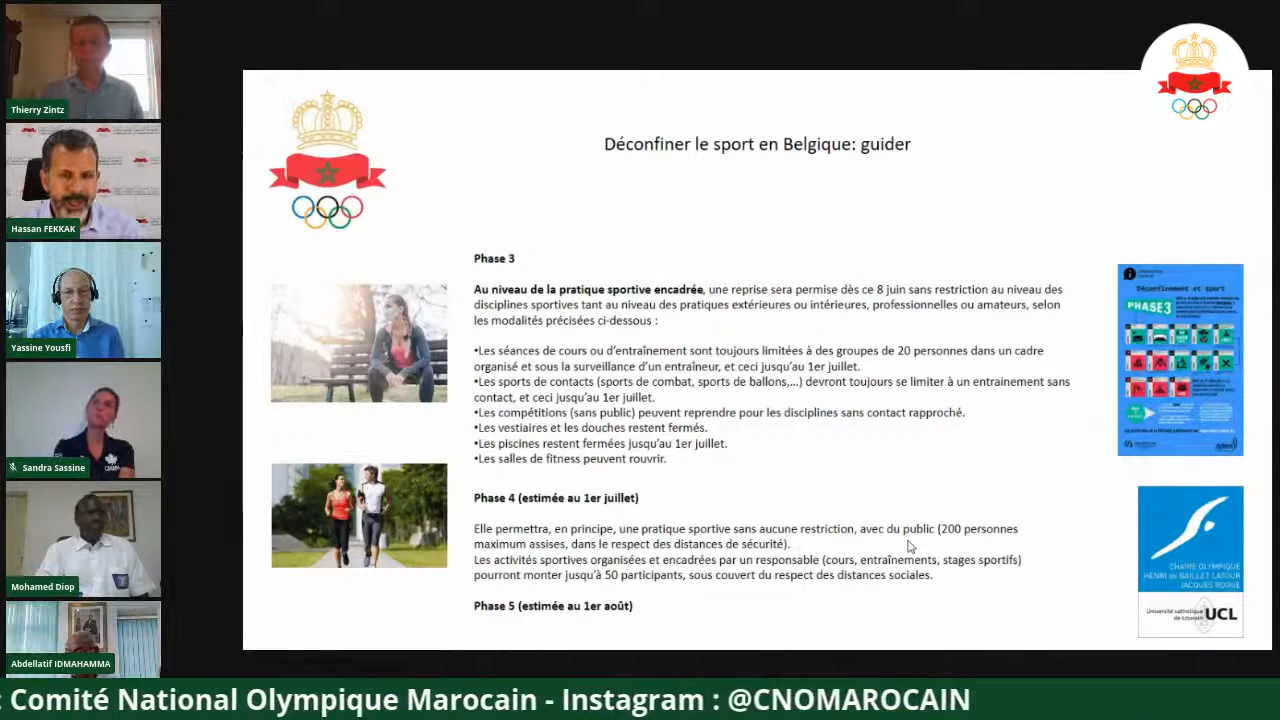 Thierry Zintz
Hassan FEKKAK
Yassine Yousfi
Sandra Sassine
CANADA
Mohamed Diop
Abdellatif IDMAHAMMA
Déconfiner le sport en Belgique: guider
Phase 3
Au niveau de la pratique sportive encadrée, une reprise sera permise dès ce 8 juin sans restriction au niveau des
disciplines sportives tant au niveau des pratiques extérieures ou intérieures, professionnelles ou amateurs, selon
les modalités précisées ci-dessous :
•Les séances de cours ou d'entraînement sont toujours limitées à des groupes de 20 personnes dans un cadre
organisé et sous la surveillance d'un entraîneur, et ceci jusqu'au 1er juillet.
•Les sports de contacts (sports de combat, sports de ballons,...) devront toujours se limiter à un entrainement sans
contact, et ceci jusqu'au 1er juillet.
•Les compétitions (sans public) peuvent reprendre pour les disciplines sans contact rapproché.
•Les vestiaires et les douches restent fermés.
•Les piscines restent fermées jusqu'au 1er juillet.
•Les salles de fitness peuvent rouvrir.
Phase 4 (estimée au 1er juillet)
Elle permettra, en principe, une pratique sportive sans aucune restriction, avec du public (200 personnes
maximum assises, dans le respect des distances de sécurité).
Les activités sportives organisées et encadrées par un responsable (cours, entraînements, stages sportifs)
pourront monter jusqu'à 50 participants, sous couvert du respect des distances sociales.
Phase 5 (estimée au 1er août)
Déconfinement et sport
PHASE 3
CHAIRE OLYMPIQUE
HENRI DE BAILLET LATOUR
JACQUES ROGGE
Université catholique
de Louvain
UCL
: Comité National Olympique Marocain - Instagram : @CNOMAROCAIN